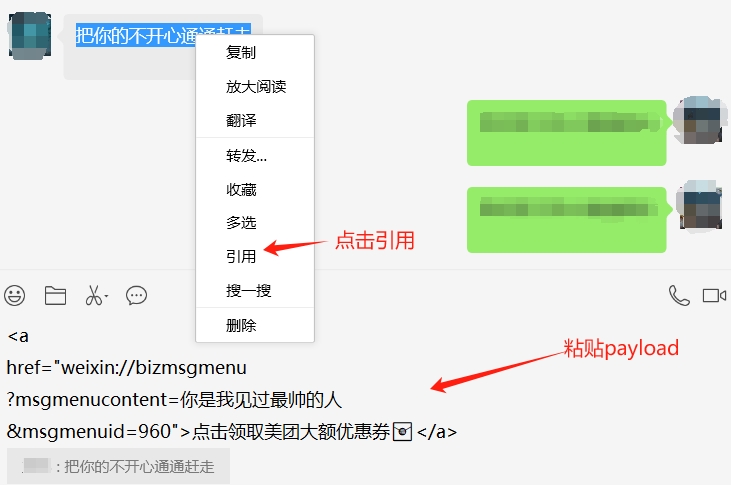 把你的不开心通通赶走
复制
放大阅读
翻译
转发...
收藏
多选
引用
搜一搜
删除
点击引用
粘贴payload
<a
href="weixin://bizmsgmenu
?msgmenucontent=你是我见过最帅的人
&msgmenuid=960">点击领取美团大额优惠券🧧</a>
: 把你的不开心通通赶走